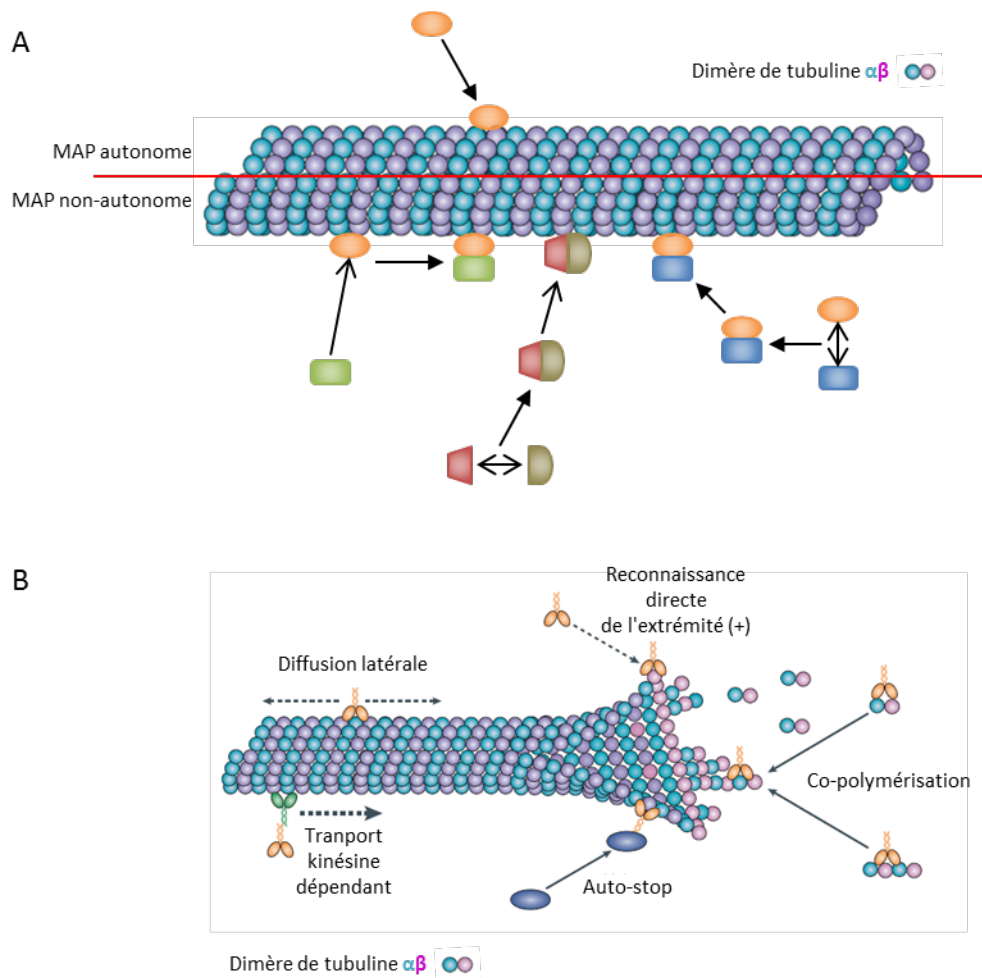 A
Dimère de tubuline αβ
MAP autonome
MAP non-autonome
B
Reconnaissance
directe
de l'extrémité (+)
Diffusion latérale
Co-polymérisation
Tranport
kinésine
dépendant
Auto-stop
Dimère de tubuline αβ